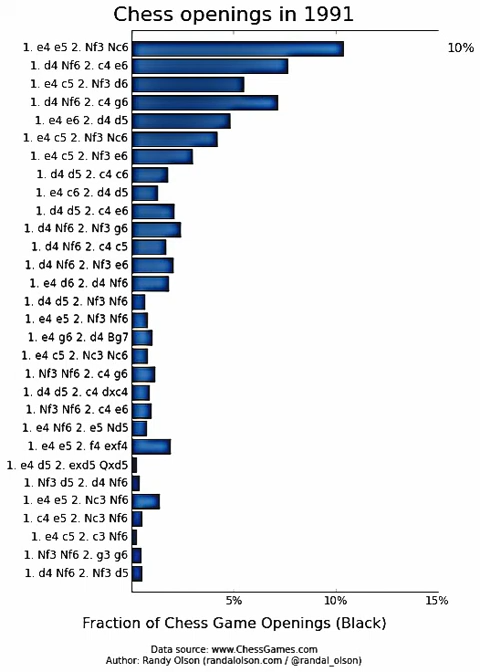 Chess openings in 1991
1. e4 e5 2. Nf3 Nc6
10%
1. d4 Nf6 2. c4 e6
1. e4 c5 2. Nf3 d6
1. d4 Nf6 2. c4 g6
1. e4 e6 2. d4 d5
1. e4 c5 2. Nf3 Nc6
1. e4 c5 2. Nf3 e6
1. d4 d5 2. c4 c6
1. e4 c6 2. d4 d5
1. d4 d5 2. c4 e6
1. d4 Nf6 2. Nf3 g6
1. d4 Nf6 2. c4 c5
1. d4 Nf6 2. Nf3 e6
1. e4 d6 2. d4 Nf6
1. d4 d5 2. Nf3 Nf6
1. e4 e5 2. Nf3 Nf6
1. e4 g6 2. d4 Bg7
1. e4 c5 2. Nc3 Nc6
1. Nf3 Nf6 2. c4 g6
1. d4 d5 2. c4 dxc4
1. Nf3 Nf6 2. c4 e6
1. e4 Nf6 2. e5 Nd5
1. e4 e5 2. f4 exf4
1. e4 d5 2. exd5 Qxd5
1. Nf3 d5 2. d4 Nf6
1. e4 e5 2. Nc3 Nf6
1. c4 e5 2. Nc3 Nf6
1. e4 c5 2. c3 Nf6
1. Nf3 Nf6 2. g3 g6
1. d4 Nf6 2. Nf3 d5
5% 10% 15%
Fraction of Chess Game Openings (Black)
Data source: www.ChessGames.com
Author: Randy Olson (randalolson.com / @randal_olson)